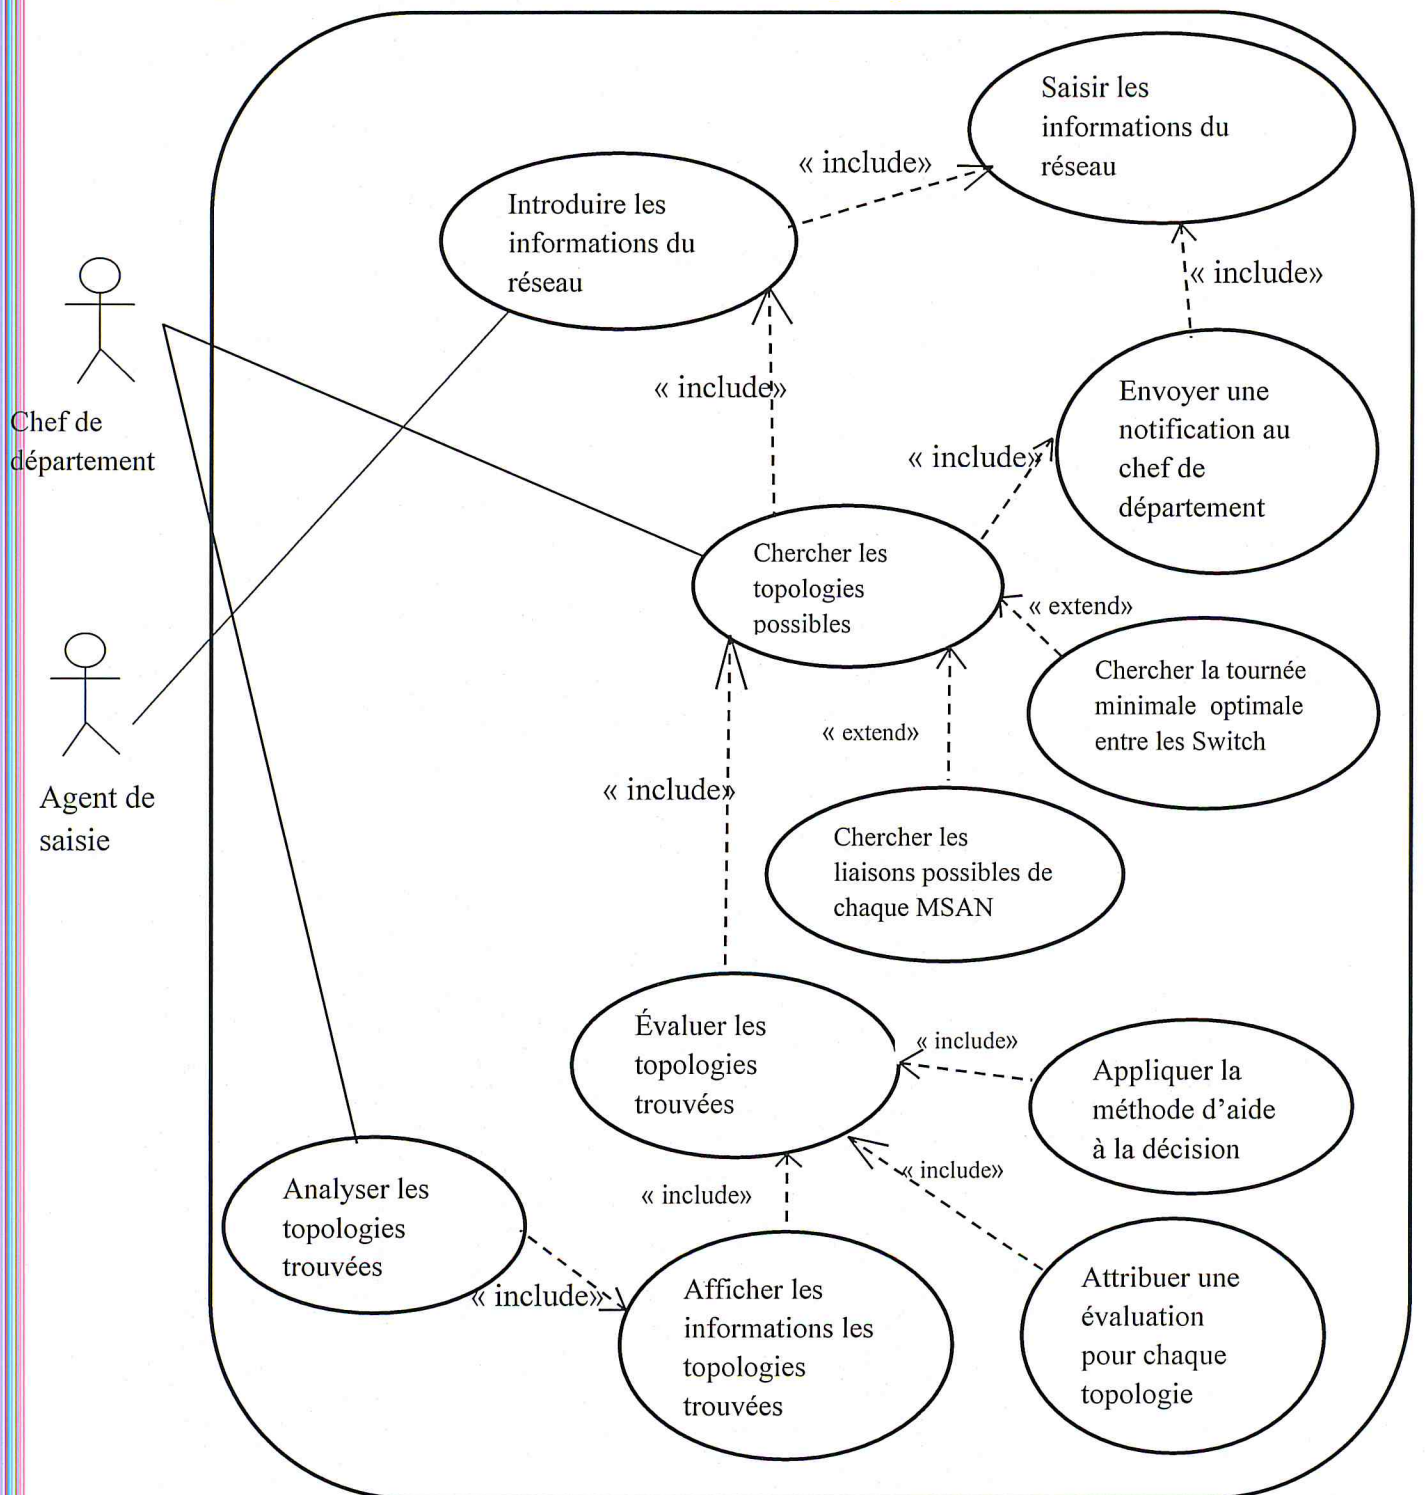 Saisir les
informations du
réseau
« include»
Introduire les
informations du
réseau
« include»
Chef de
département
« include»
Envoyer une
notification au
chef de
département
« include»
Chercher les
topologies
possibles
« extend»
Chercher la tournée
minimale optimale
entre les Switch
« extend»
« include»
Agent de
saisie
Chercher les
liaisons possibles de
chaque MSAN
Évaluer les
topologies
trouvées
« include»
Appliquer la
méthode d'aide
à la décision
« include»
« include»
Analyser les
topologies
trouvées
« include»
Afficher les
informations les
topologies
trouvées
Attribuer une
évaluation
pour chaque
topologie